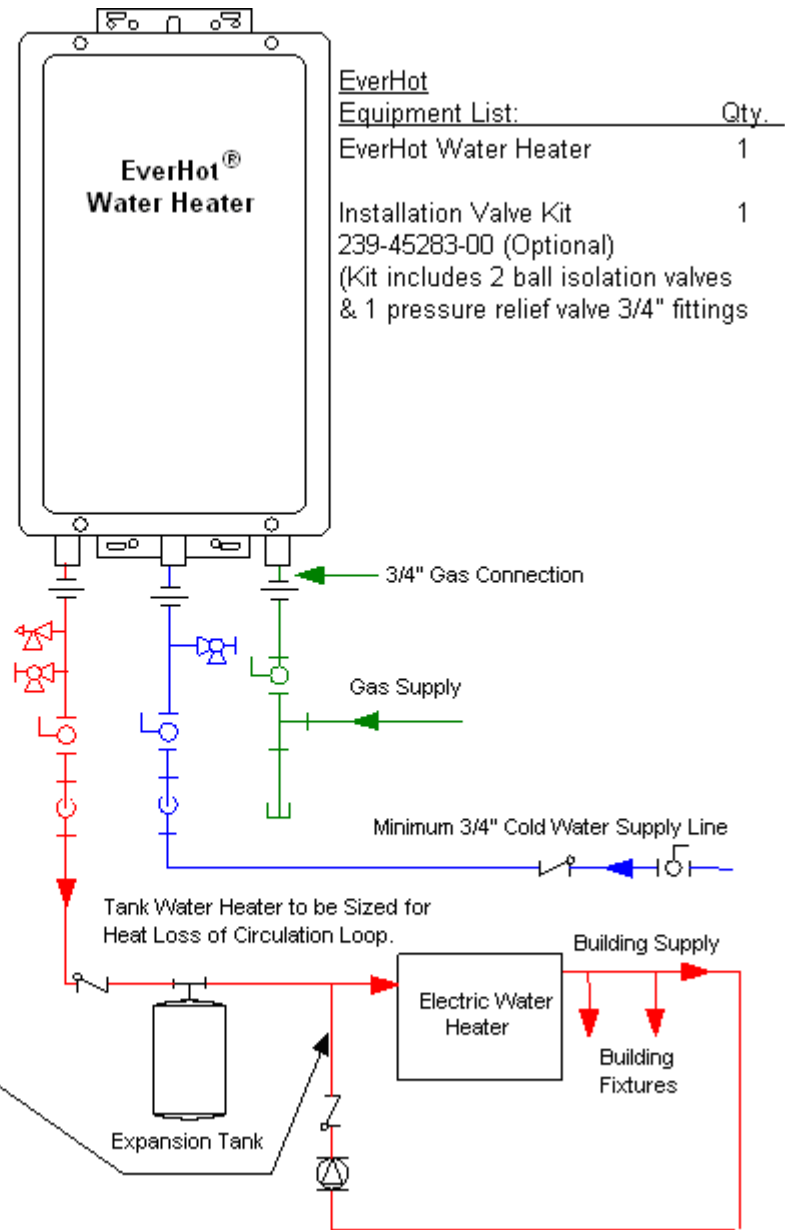 EverHot®
Water Heater
EverHot
Equipment List: Qty.
EverHot Water Heater 1
Installation Valve Kit 1
239-45283-00 (Optional)
(Kit includes 2 ball isolation valves
& 1 pressure relief valve 3/4" fittings
3/4" Gas Connection
Gas Supply
Minimum 3/4" Cold Water Supply Line
Tank Water Heater to be Sized for
Heat Loss of Circulation Loop.
Building Supply
Electric Water
Heater
Building
Fixtures
Expansion Tank